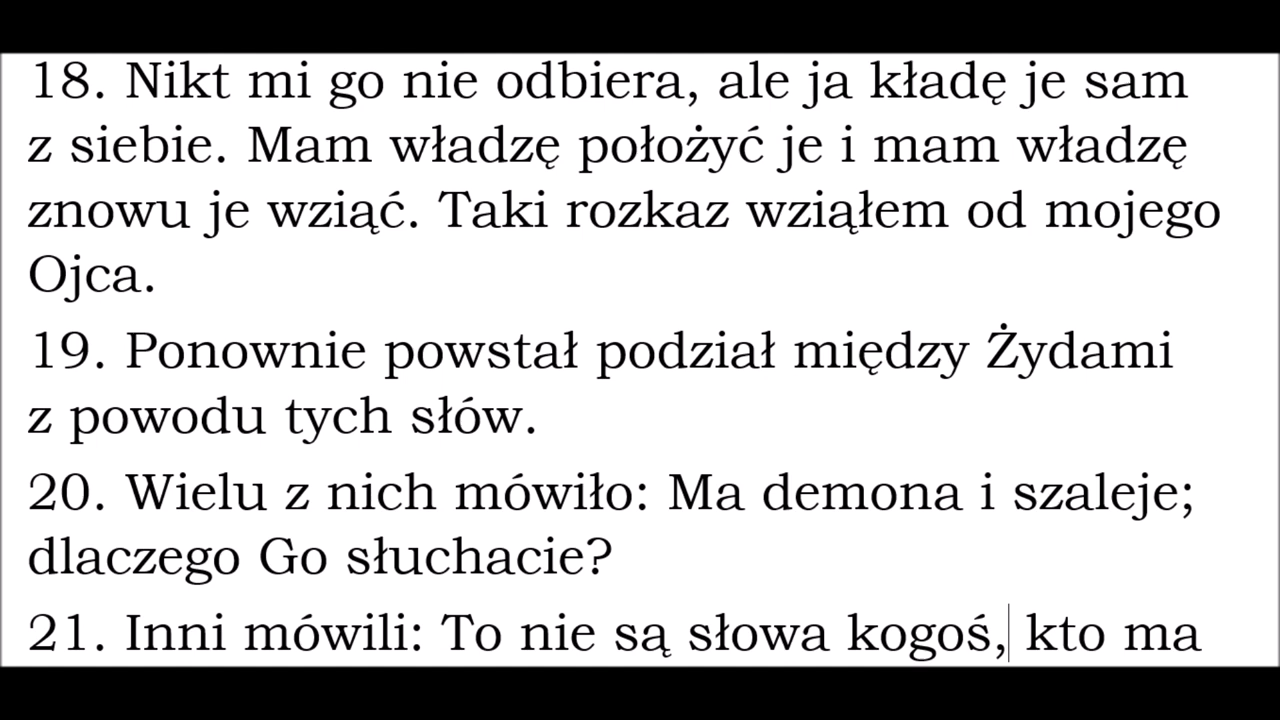 18. Nikt mi go nie odbiera, ale ja kładę je sam
z siebie. Mam władzę położyć je i mam władzę
znowu je wziąć. Taki rozkaz wziąłem od mojego
Ojca.
19. Ponownie powstał podział między Żydami
z powodu tych słów.
20. Wielu z nich mówiło: Ma demona i szaleje;
dlaczego Go słuchacie?
21. Inni mówili: To nie są słowa kogoś, kto ma